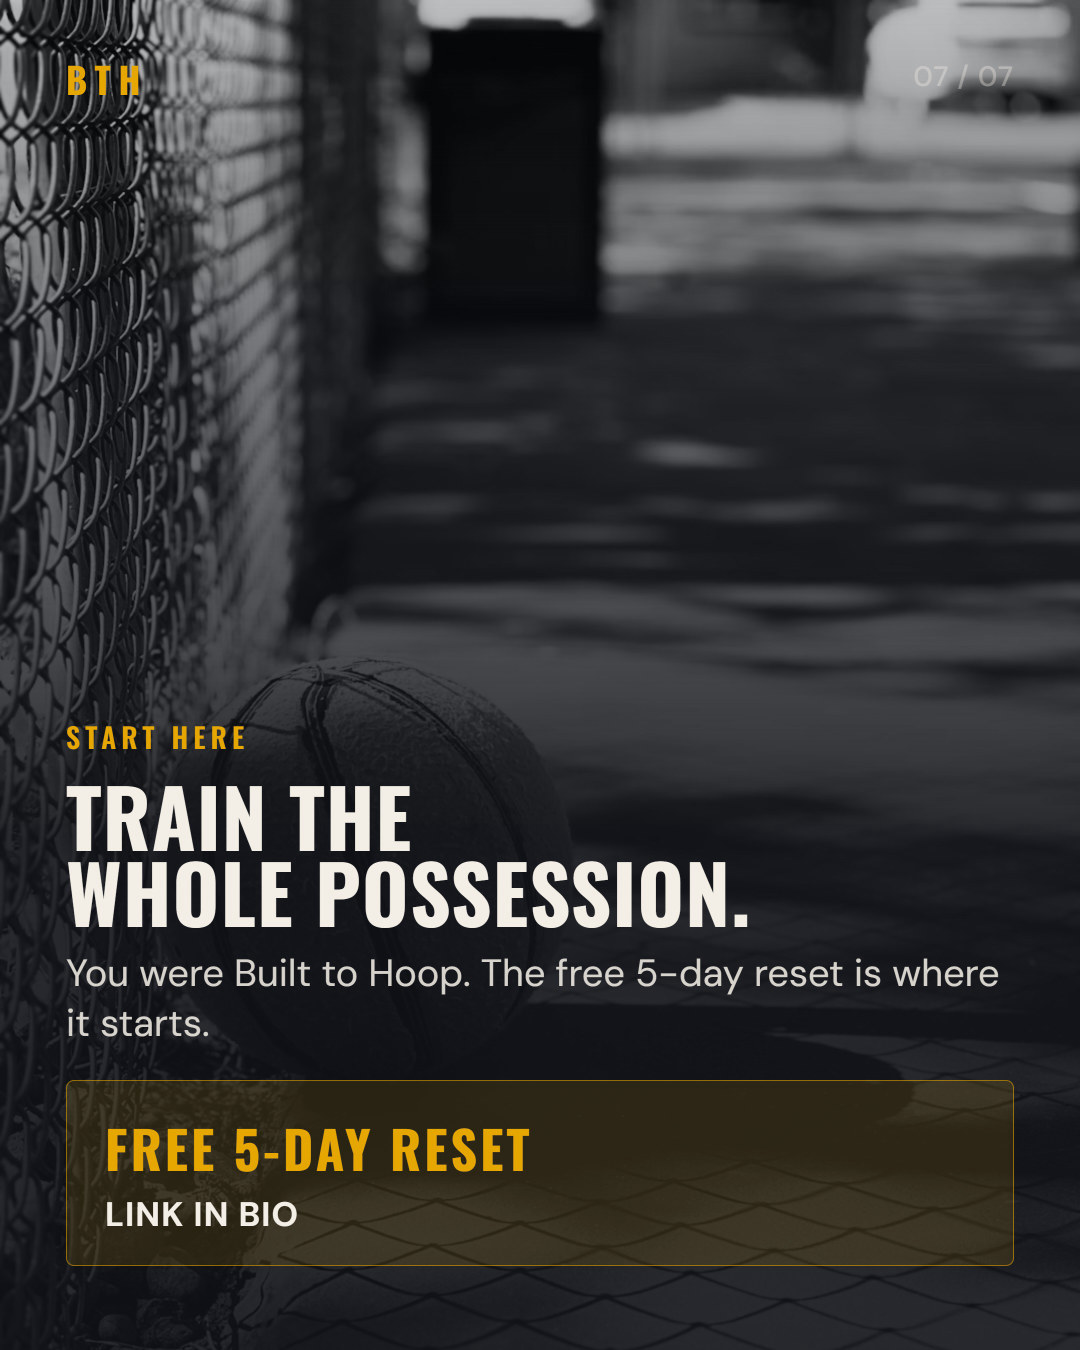 BTH
07 / 07
START HERE
TRAIN THE
WHOLE POSSESSION.
You were Built to Hoop. The free 5-day reset is where
it starts.
FREE 5-DAY RESET
LINK IN BIO